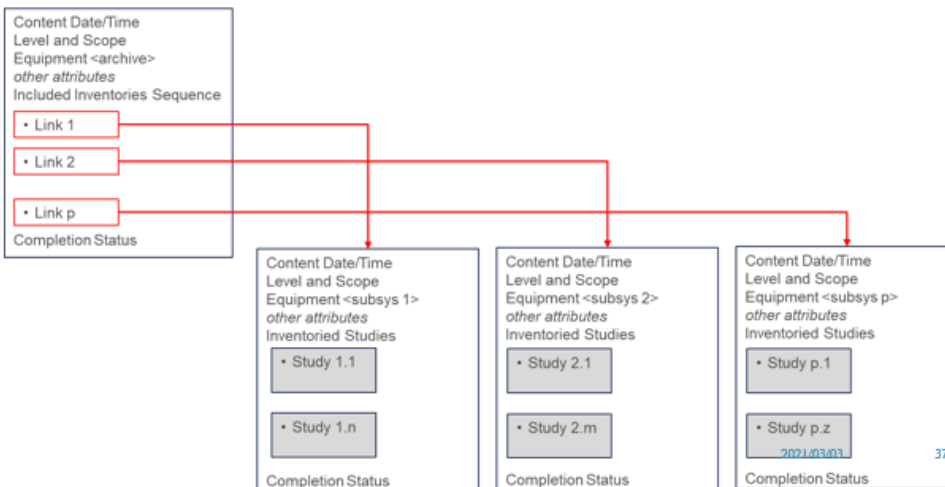 Content Date/Time
Level and Scope
Equipment <archive>
other attributes
Included Inventories Sequence
• Link 1
• Link 2
• Link p
Completion Status
Content Date/Time
Level and Scope
Equipment <subsys 1>
other attributes
Inventoried Studies
• Study 1.1
• Study 1.n
Completion Status
Content Date/Time
Level and Scope
Equipment <subsys 2>
other attributes
Inventoried Studies
• Study 2.1
• Study 2.m
Completion Status
Content Date/Time
Level and Scope
Equipment <subsys p>
other attributes
Inventoried Studies
• Study p.1
• Study p.z
Completion Status
2021/03/03
37